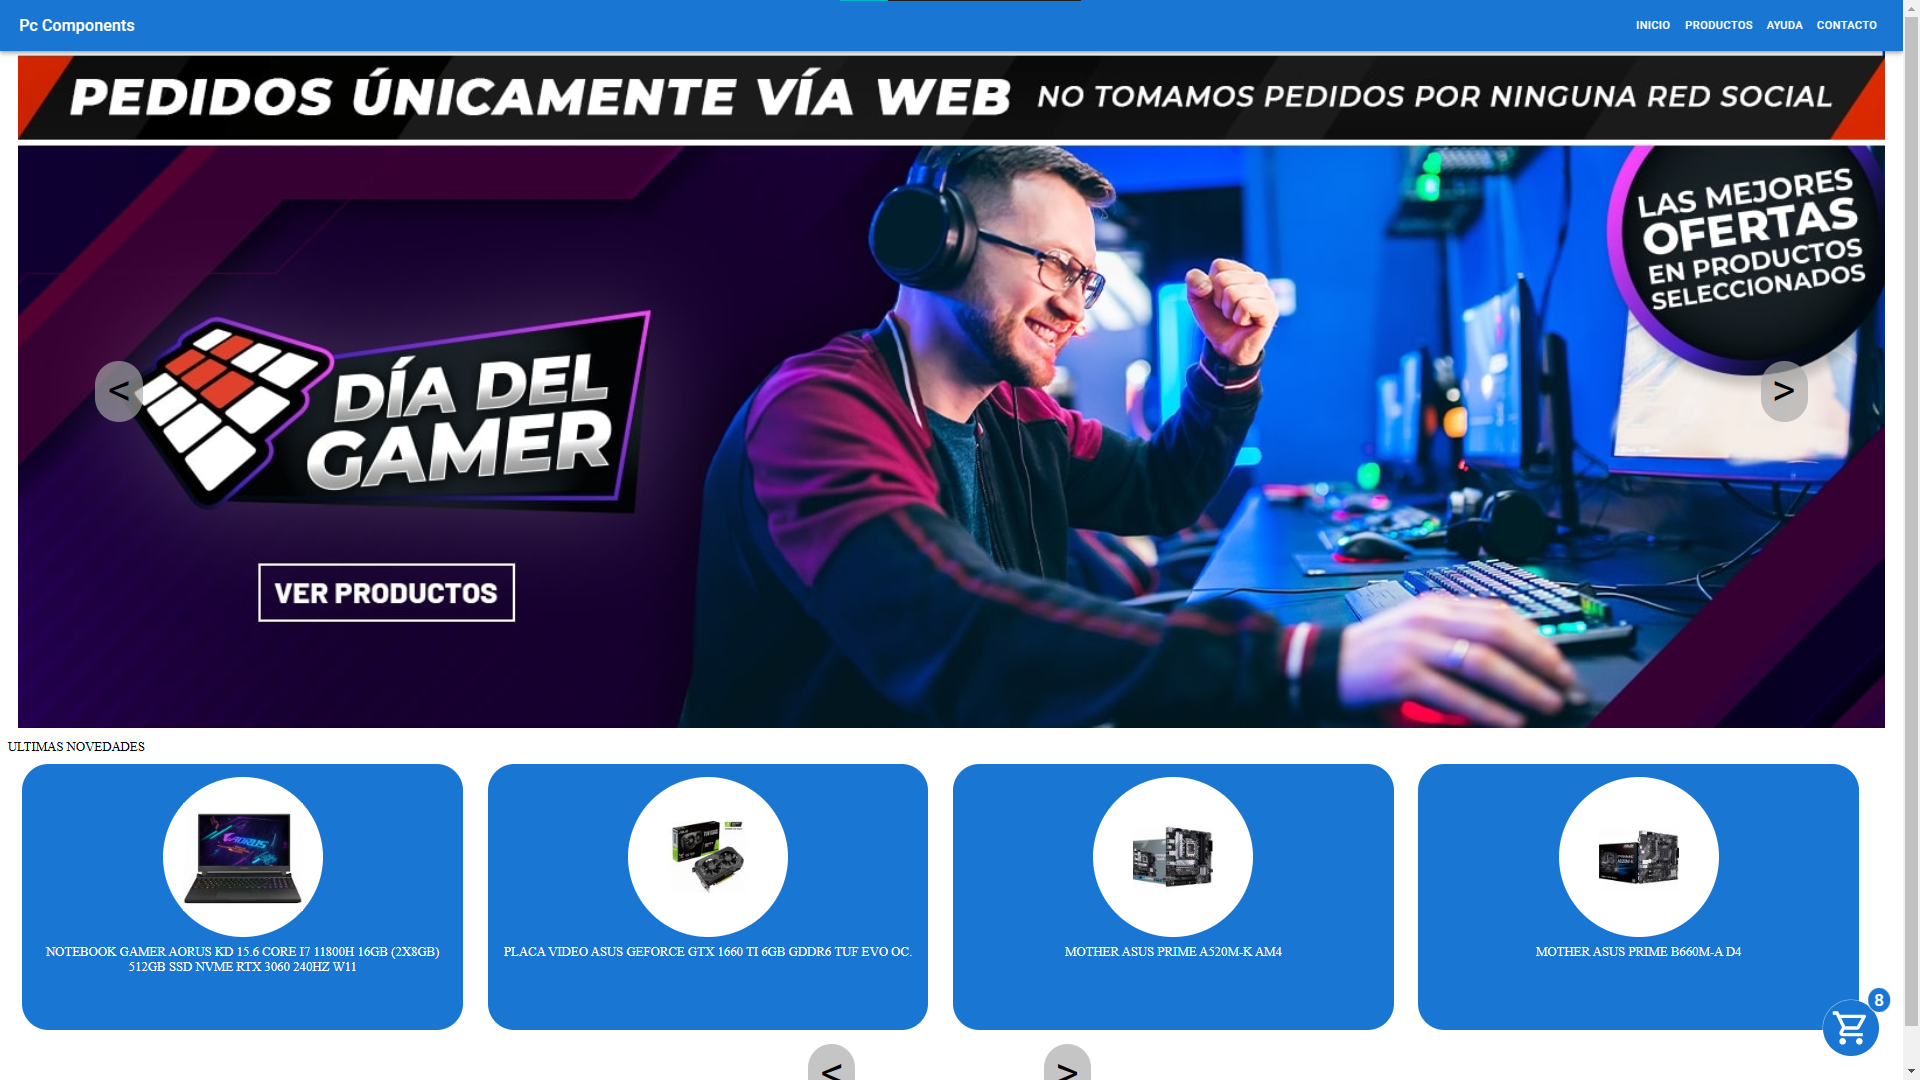 Pc Components
INICIO PRODUCTOS AYUDA CONTACTO
PEDIDOS ÚNICAMENTE VÍA WEB NO TOMAMOS PEDIDOS POR NINGUNA RED SOCIAL
LAS MEJORES
OFERTAS
EN PRODUCTOS
SELECCIONADOS
DÍA DEL
GAMER
< >
VER PRODUCTOS
ULTIMAS NOVEDADES
AORUS
NOTEBOOK GAMER AORUS KD 15.6 CORE I7 11800H 16GB (2X8GB)
512GB SSD NVME RTX 3060 240HZ W11
PLACA VIDEO ASUS GEFORCE GTX 1660 TI 6GB GDDR6 TUF EVO OC.
MOTHER ASUS PRIME A520M-K AM4
MOTHER ASUS PRIME B660M-A D4
8
< >